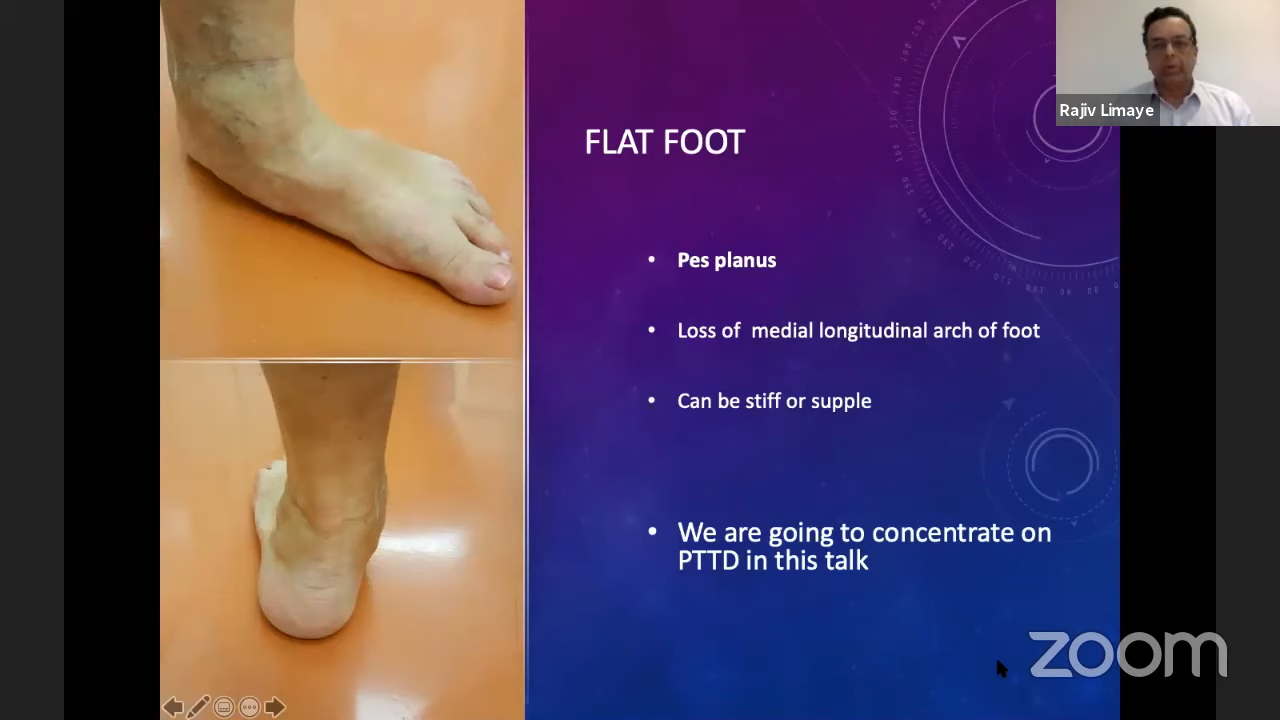 Rajiv Limaye
FLAT FOOT
• Pes planus
• Loss of medial longitudinal arch of foot
• Can be stiff or supple
• We are going to concentrate on
PTTD in this talk
zoom